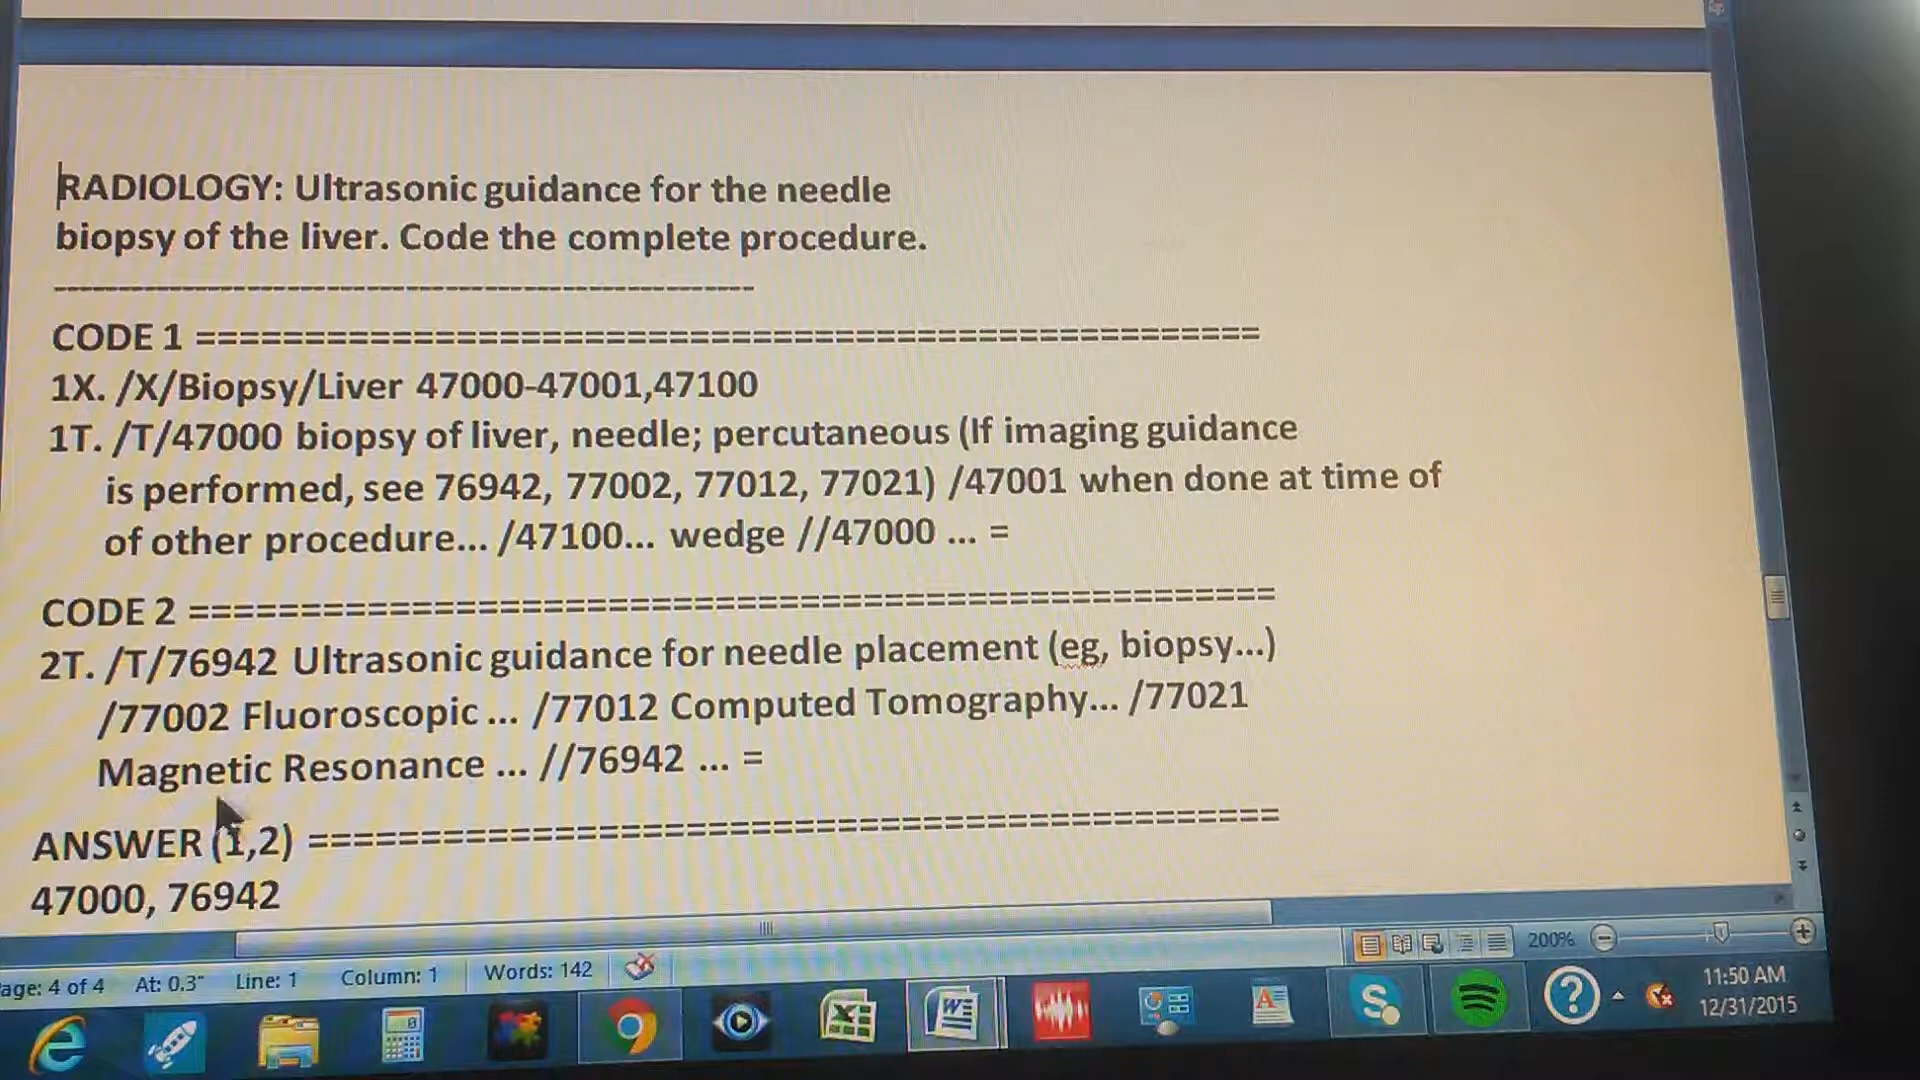 RADIOLOGY: Ultrasonic guidance for the needle
biopsy of the liver. Code the complete procedure.
------------------------------------------------------
CODE 1 ==================================================
1X. /X/Biopsy/Liver 47000-47001,47100
1T. /T/47000 biopsy of liver, needle; percutaneous (If imaging guidance
is performed, see 76942, 77002, 77012, 77021) /47001 when done at time of
of other procedure... /47100... wedge //47000 ... =
CODE 2 ===================================================
2T. /T/76942 Ultrasonic guidance for needle placement (eg, biopsy...)
/77002 Fluoroscopic ... /77012 Computed Tomography... /77021
Magnetic Resonance ... //76942 ... =
ANSWER (1,2) =============================================
47000, 76942
200%
age: 4 of 4 At: 0.3" Line: 1 Column: 1 Words: 142
11:50 AM
12/31/2015